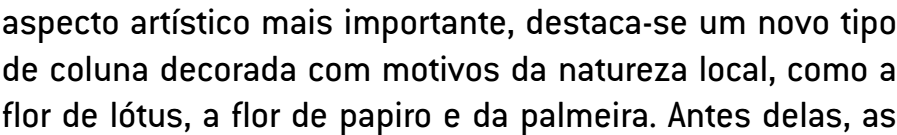 aspecto artístico mais importante, destaca-se um novo tipo
de coluna decorada com motivos da natureza local, como a
flor de lótus, a flor de papiro e da palmeira. Antes delas, as